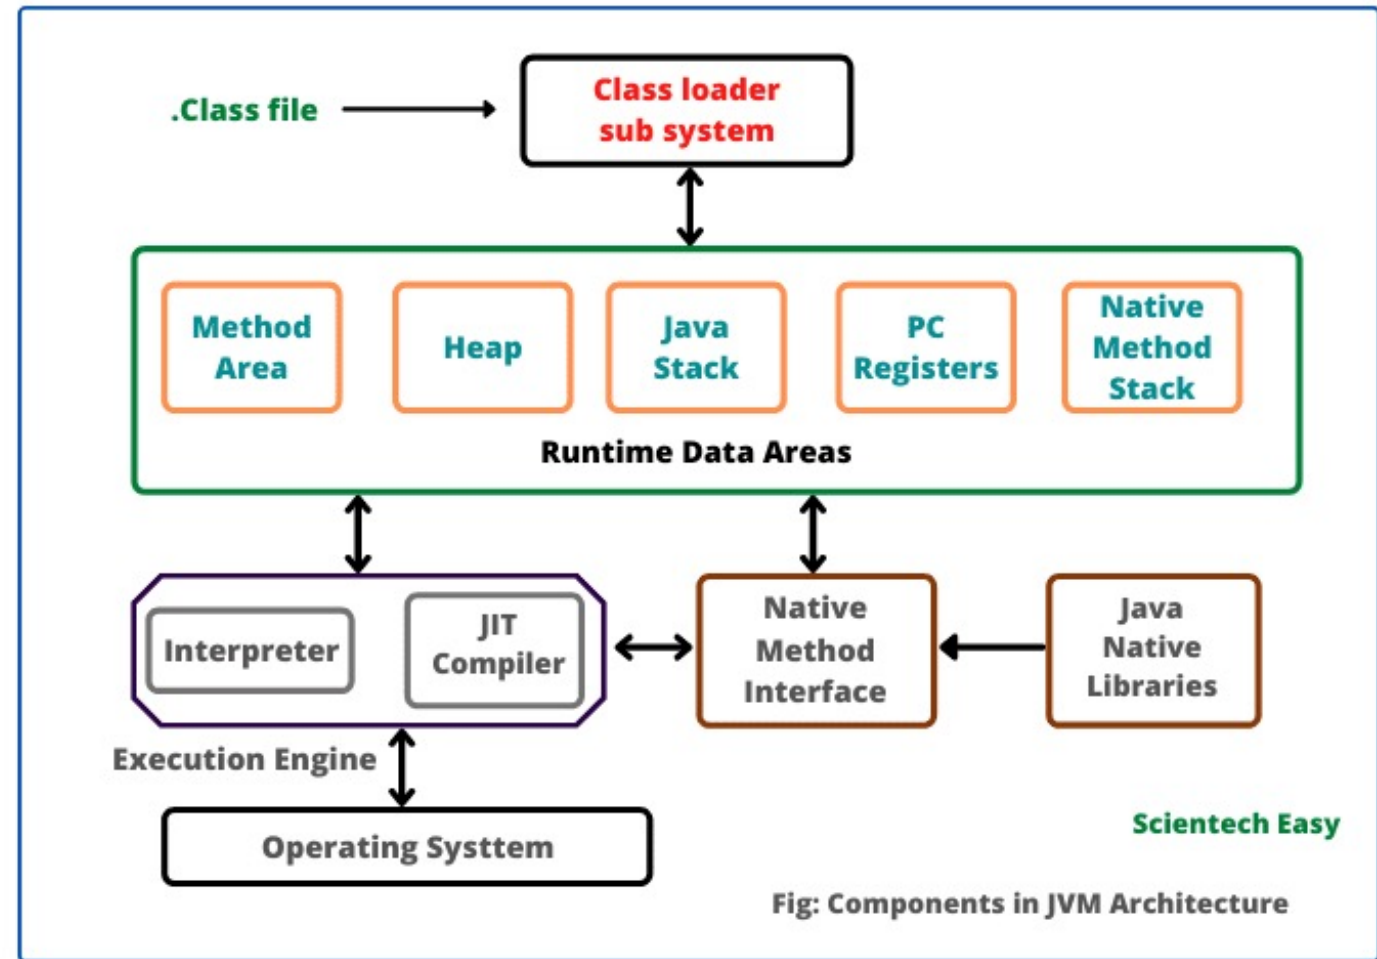 .Class file
Class loader
sub system
Method
Area
Heap
Java
Stack
PC
Registers
Native
Method
Stack
Runtime Data Areas
Interpreter
JIT
Compiler
Native
Method
Interface
Java
Native
Libraries
Execution Engine
Operating Systtem
Scientech Easy
Fig: Components in JVM Architecture